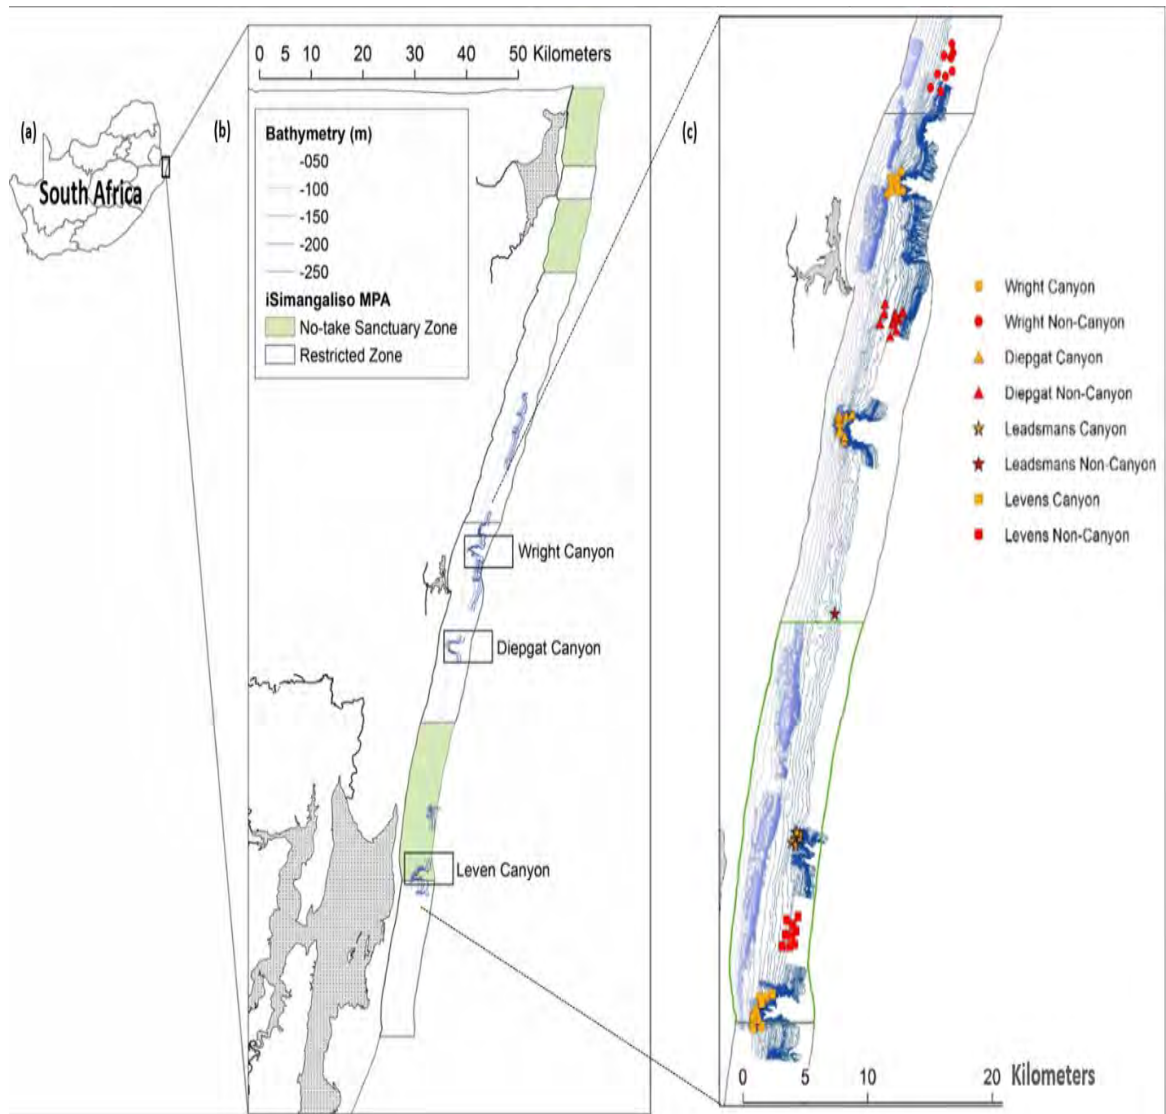 (a)
South Africa
(b)
0 5 10 20 30 40 50 Kilometers
Bathymetry (m)
-050
-100
-150
-200
-250
iSimangaliso MPA
No-take Sanctuary Zone
Restricted Zone
Wright Canyon
Diepgat Canyon
Leven Canyon
(c)
Wright Canyon
Wright Non-Canyon
Diepgat Canyon
Diepgat Non-Canyon
Leadsmans Canyon
Leadsmans Non-Canyon
Levens Canyon
Levens Non-Canyon
0 5 10 20 Kilometers